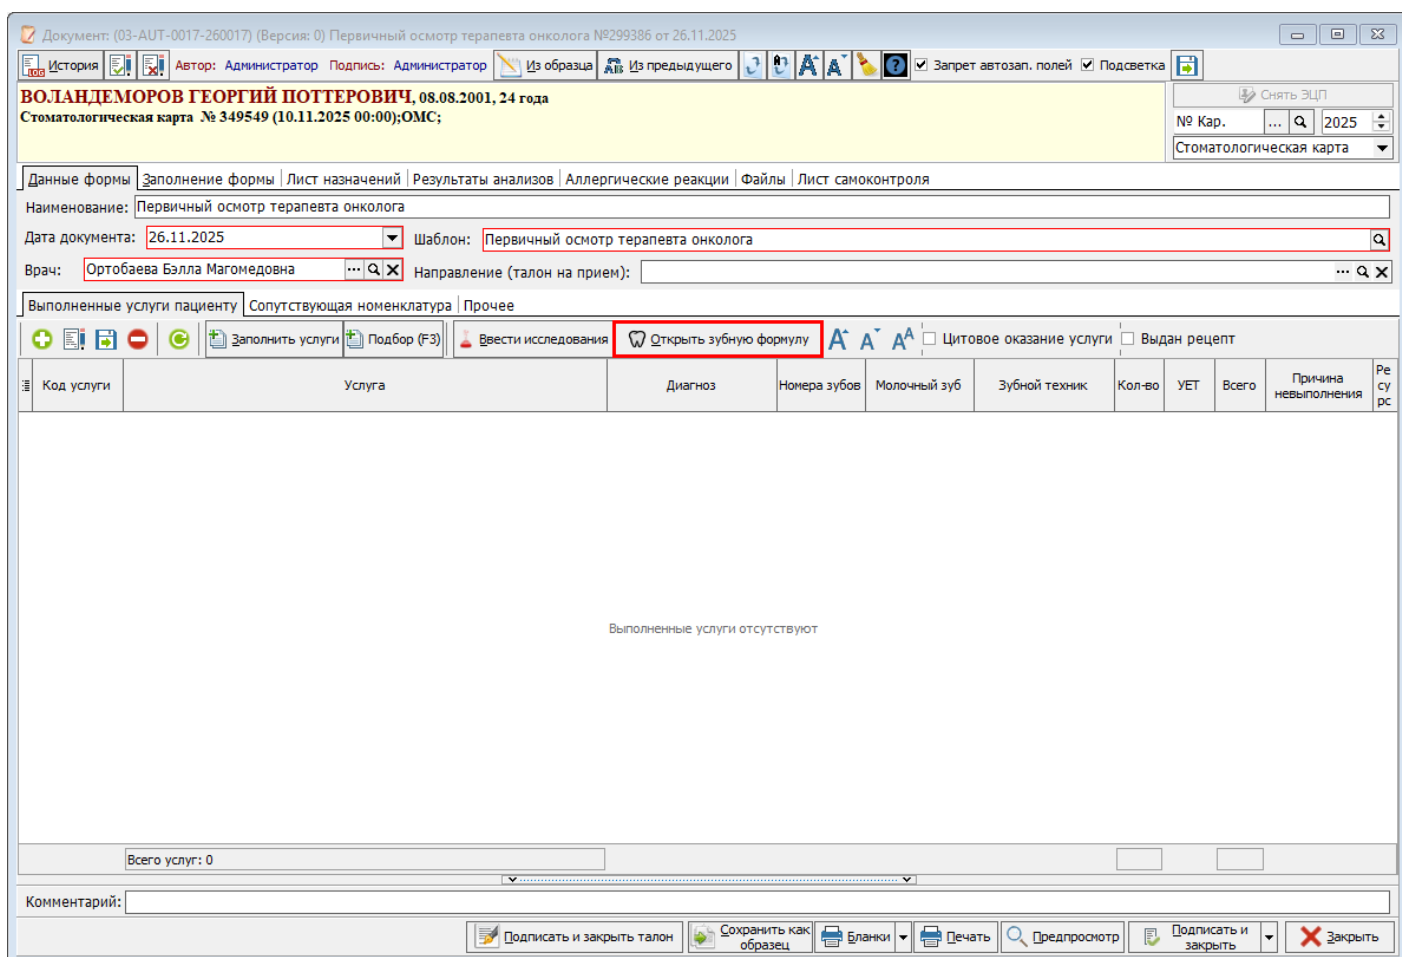 Документ: (03-AUT-0017-260017) (Версия: 0) Первичный осмотр терапевта онколога №299386 от 26.11.2025
LOG История Автор: Администратор Подпись: Администратор Из образца Из предыдущего Запрет автозап. полей Подсветка
ВОЛАНДЕМОРОВ ГЕОРГИЙ ПОТТЕРОВИЧ, 08.08.2001, 24 года
Снять ЭЦП
Стоматологическая карта № 349549 (10.11.2025 00:00);ОМС;
№ Кар. ... 2025
Стоматологическая карта
Данные формы Заполнение формы Лист назначений Результаты анализов Аллергические реакции Файлы Лист самоконтроля
Наименование: Первичный осмотр терапевта онколога
Дата документа: 26.11.2025 Шаблон: Первичный осмотр терапевта онколога
Врач: Ортобаева Бэлла Магомедовна ... Направление (талон на прием): ...
Выполненные услуги пациенту Сопутствующая номенклатура Прочее
Заполнить услуги Подбор (F3) Ввести исследования Открыть зубную формулу A A AA Цитовое оказание услуги Выдан рецепт
Код услуги Услуга Диагноз Номера зубов Молочный зуб Зубной техник Кол-во УЕТ Всего Причина невыполнения Ресурс
Выполненные услуги отсутствуют
Всего услуг: 0
Комментарий:
Подписать и закрыть талон Сохранить как образец Бланки Печать Предпросмотр Подписать и закрыть Закрыть